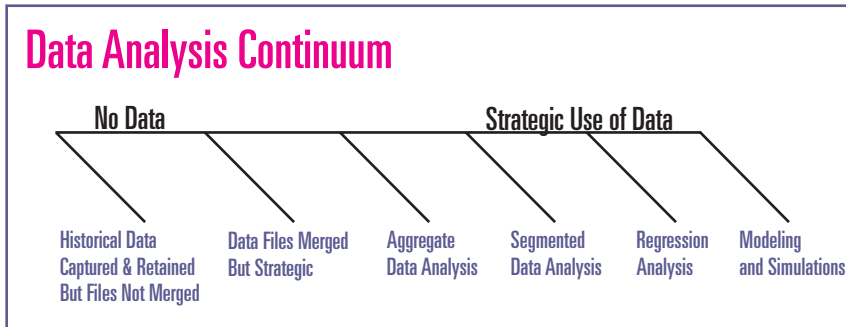 Data Analysis Continuum
No Data
Strategic Use of Data
Historical Data
Captured & Retained
But Files Not Merged
Data Files Merged
But Strategic
Aggregate
Data Analysis
Segmented
Data Analysis
Regression
Analysis
Modeling
and Simulations